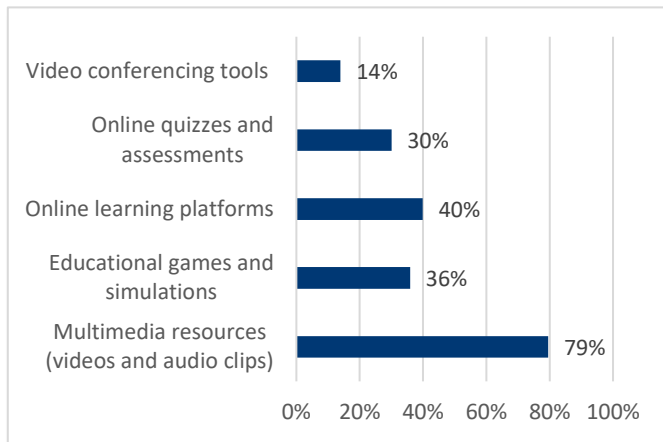 Video conferencing tools 14%
Online quizzes and
assessments 30%
Online learning platforms 40%
Educational games and
simulations 36%
Multimedia resources
(videos and audio clips) 79%
0% 20% 40% 60% 80% 100%